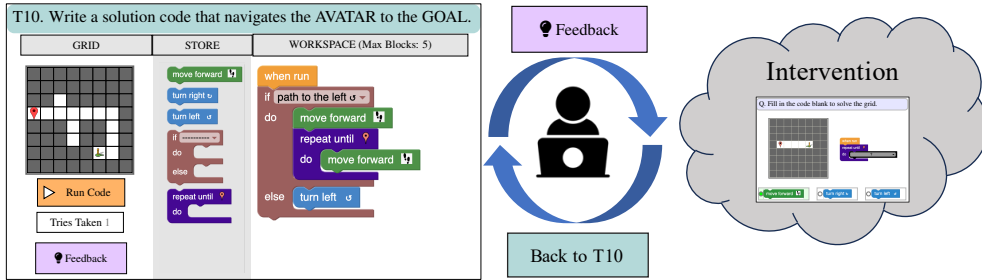 T10. Write a solution code that navigates the AVATAR to the GOAL.
GRID
STORE
WORKSPACE (Max Blocks: 5)
move forward
turn right ↻
turn left ↺
if ----------
do
else
repeat until
do
when run
if path to the left ↺
do move forward
repeat until
do move forward
else turn left ↺
Run Code
Tries Taken 1
Feedback
Feedback
Back to T10
Intervention
Q. Fill in the code blank to solve the grid.
when run
repeat until
do
move forward
turn right ↻
turn left ↺